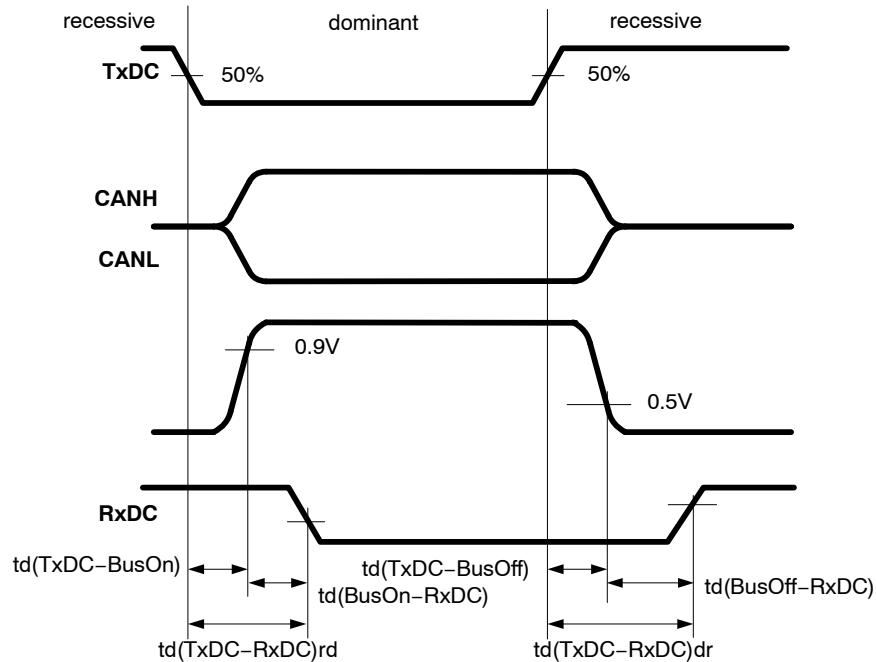 recessive
dominant
recessive
TxDC
50%
50%
CANH
CANL
0.9V
0.5V
RxDC
td(TxDC−BusOn)
td(TxDC−BusOff)
td(BusOn−RxDC)
td(BusOff−RxDC)
td(TxDC−RxDC)rd
td(TxDC−RxDC)dr